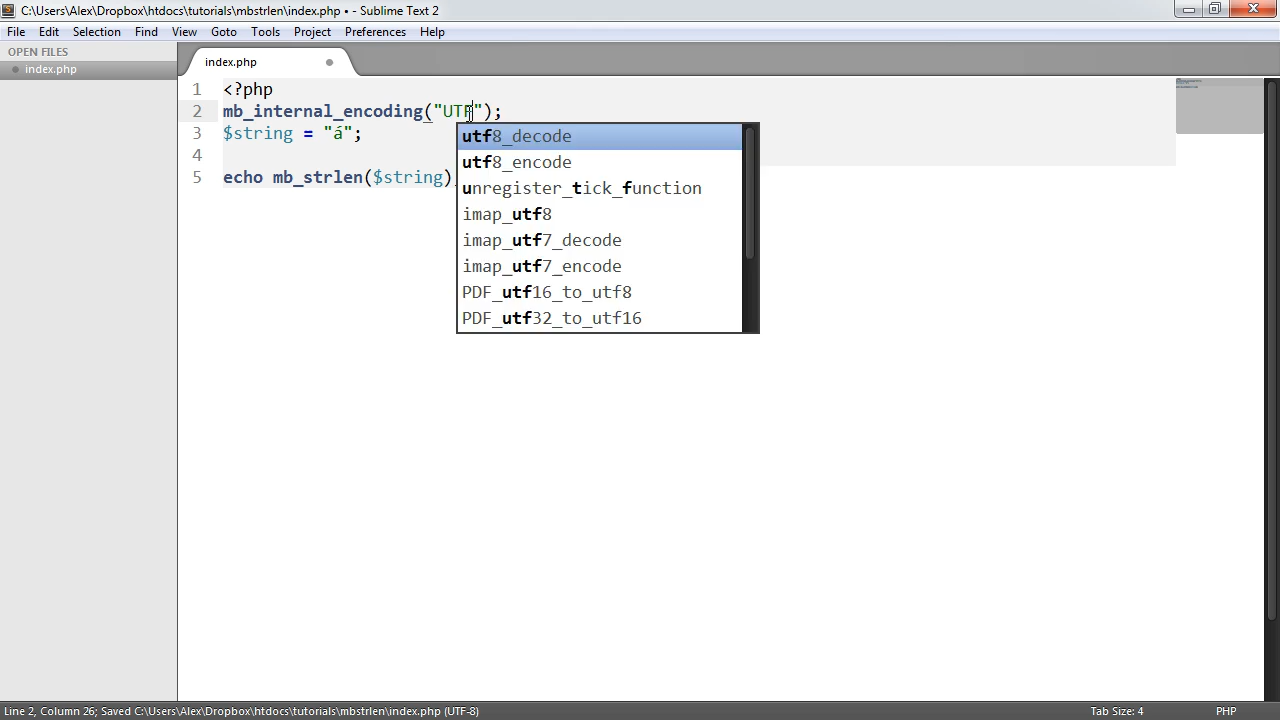 C:\Users\Alex\Dropbox\htdocs\tutorials\mbstrlen\index.php • - Sublime Text 2
File Edit Selection Find View Goto Tools Project Preferences Help
OPEN FILES
index.php
index.php
1 <?php
2 mb_internal_encoding("UTF");
3 $string = "á";
4
5 echo mb_strlen($string)
utf8_decode
utf8_encode
unregister_tick_function
imap_utf8
imap_utf7_decode
imap_utf7_encode
PDF_utf16_to_utf8
PDF_utf32_to_utf16
Line 2, Column 26; Saved C:\Users\Alex\Dropbox\htdocs\tutorials\mbstrlen\index.php (UTF-8)
Tab Size: 4
PHP